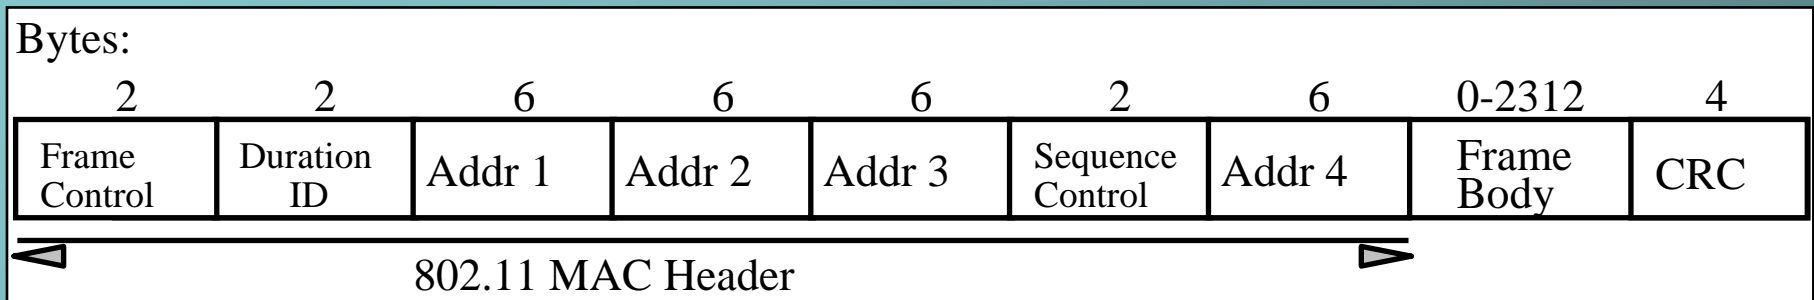 Bytes:
2 2 6 6 6 2 6 0-2312 4
Frame Control Duration ID Addr 1 Addr 2 Addr 3 Sequence Control Addr 4 Frame Body CRC
802.11 MAC Header